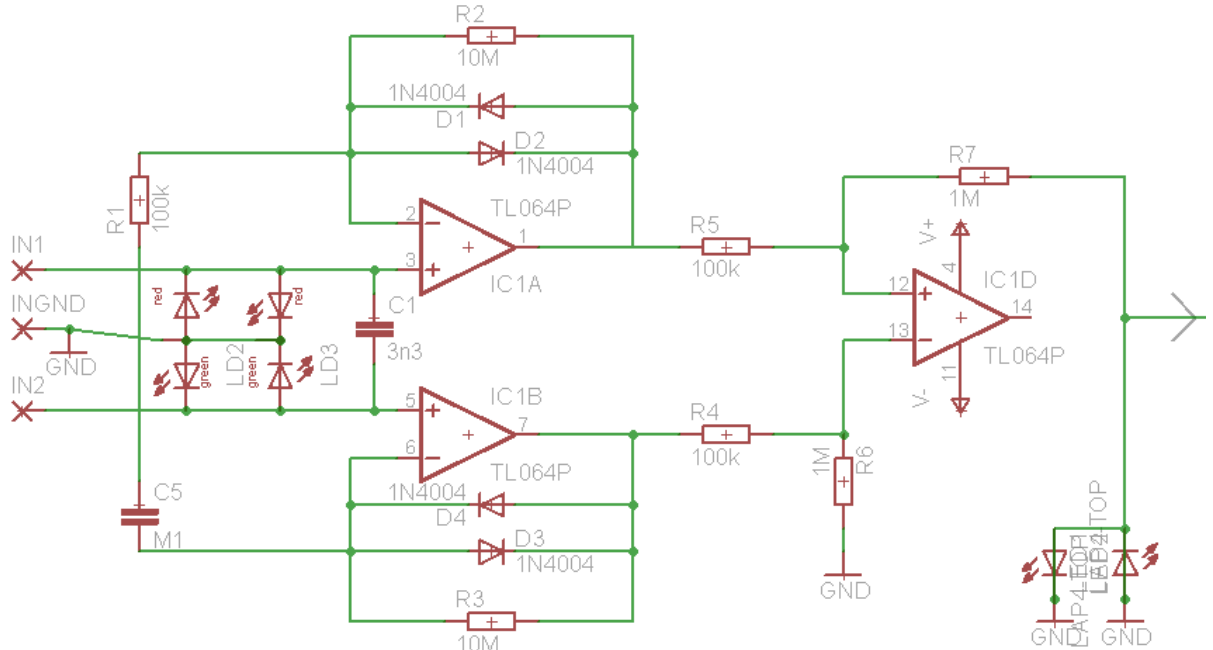 R2
10M
1N4004
D1
D2
1N4004
R1
100k
2
3
1
TL064P
IC1A
IN1
INGND
GND
IN2
red
red
green
green
LD2
LD3
C1
3n3
R5
100k
R7
1M
V+
4
IC1D
12
13
14
TL064P
11
V-
5
6
7
IC1B
TL064P
R4
100k
1M
R6
GND
C5
M1
1N4004
D4
D3
1N4004
R3
10M
GND
GND